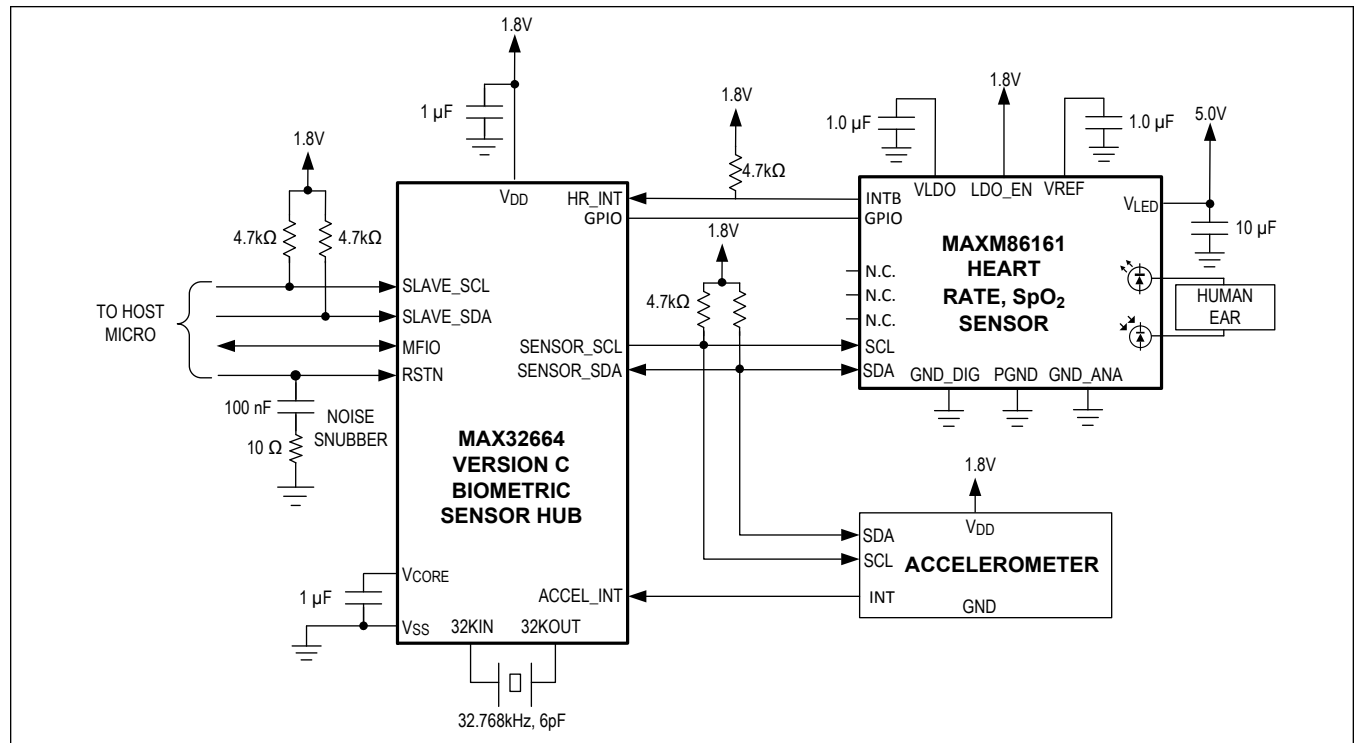 1.8V
1 µF
1.8V
4.7kΩ
4.7kΩ
TO HOST
MICRO
100 nF
10 Ω
NOISE
SNUBBER
VDD
SLAVE_SCL
SLAVE_SDA
MFIO
RSTN
HR_INT
GPIO
SENSOR_SCL
SENSOR_SDA
MAX32664
VERSION C
BIOMETRIC
SENSOR HUB
VCORE
VSS
32KIN
32KOUT
ACCEL_INT
1 µF
32.768kHz, 6pF
1.8V
4.7kΩ
1.8V
4.7kΩ
1.0 µF
1.8V
1.0 µF
5.0V
10 µF
VLDO
LDO_EN
VREF
INTB
GPIO
VLED
N.C.
N.C.
N.C.
SCL
SDA
MAXM86161
HEART
RATE, SpO2
SENSOR
GND_DIG
PGND
GND_ANA
HUMAN
EAR
1.8V
VDD
SDA
SCL
INT
ACCELEROMETER
GND